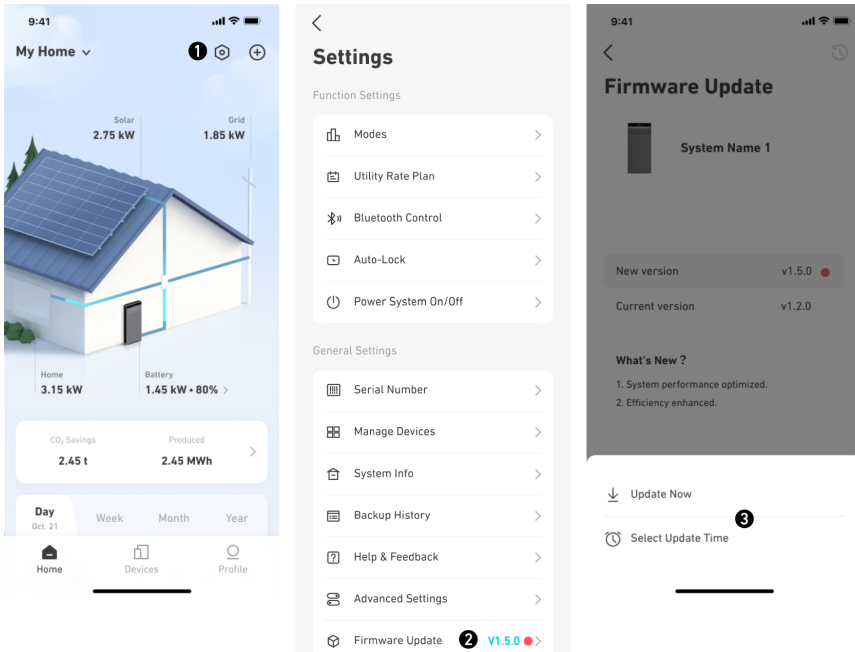 9:41
My Home
1
Solar
2.75 kW
Grid
1.85 kW
Home
3.15 kW
Battery
1.45 kW • 80%
CO₂ Savings
2.45 t
Produced
2.45 MWh
Day
Oct. 21
Week
Month
Year
Home
Devices
Profile
Settings
Function Settings
Modes
Utility Rate Plan
Bluetooth Control
Auto-Lock
Power System On/Off
General Settings
Serial Number
Manage Devices
System Info
Backup History
Help & Feedback
Advanced Settings
Firmware Update 2 V1.5.0
9:41
Firmware Update
System Name 1
New version v1.5.0
Current version v1.2.0
What's New ?
1. System performance optimized.
2. Efficiency enhanced.
Update Now
3
Select Update Time